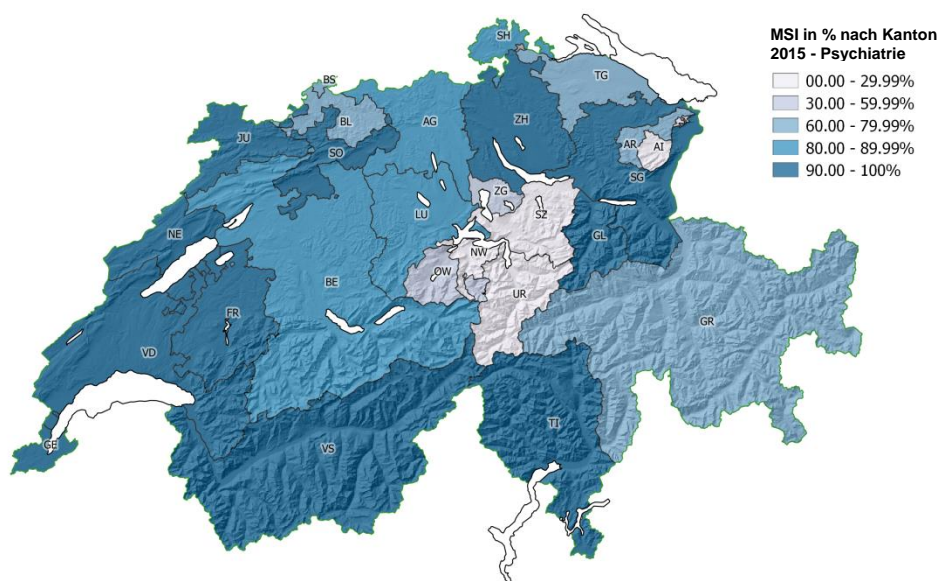 MSI in % nach Kanton
2015 - Psychiatrie
00.00 - 29.99%
30.00 - 59.99%
60.00 - 79.99%
80.00 - 89.99%
90.00 - 100%
SH
BS
TG
BL
AG
ZH
JU
SO
AR
AI
SG
ZG
LU
SZ
NE
NW
GL
OW
BE
UR
FR
GR
VD
TI
GE
VS